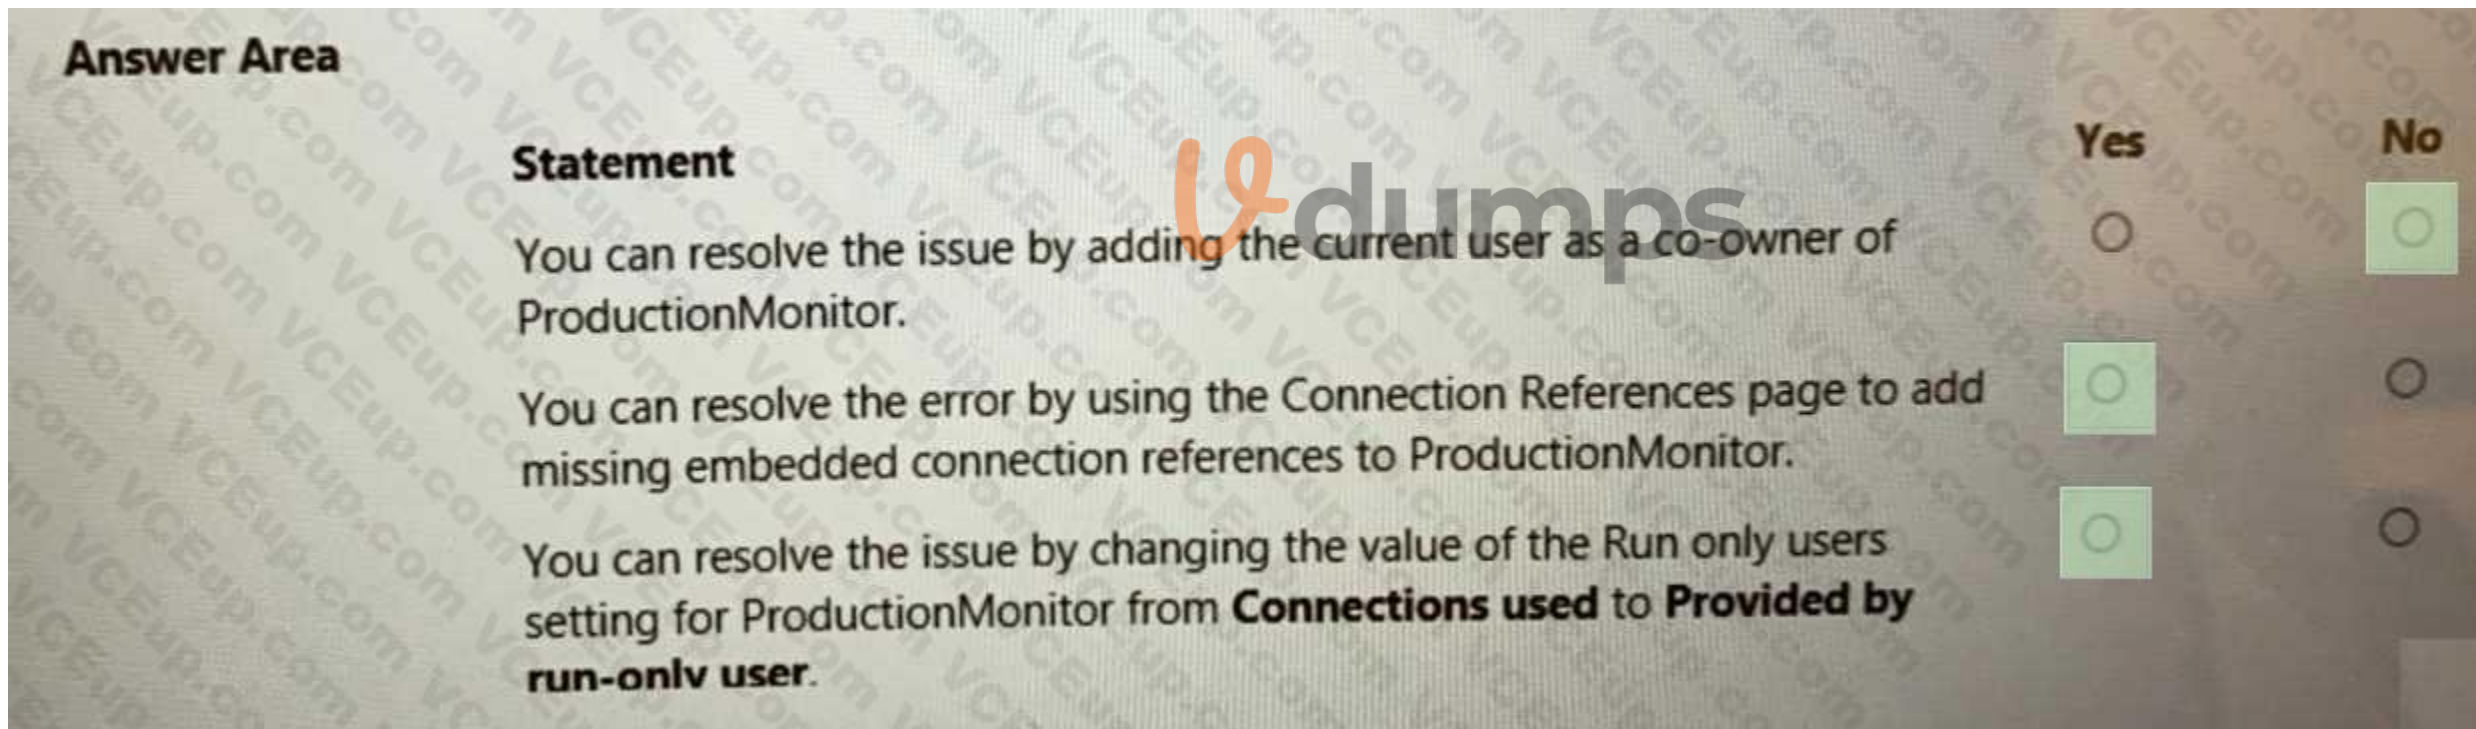 Answer Area
Statement
Yes
No
You can resolve the issue by adding the current user as a co-owner of
ProductionMonitor.
You can resolve the error by using the Connection References page to add
missing embedded connection references to ProductionMonitor.
You can resolve the issue by changing the value of the Run only users
setting for ProductionMonitor from Connections used to Provided by
run-only user.
dumps
VCEup.com